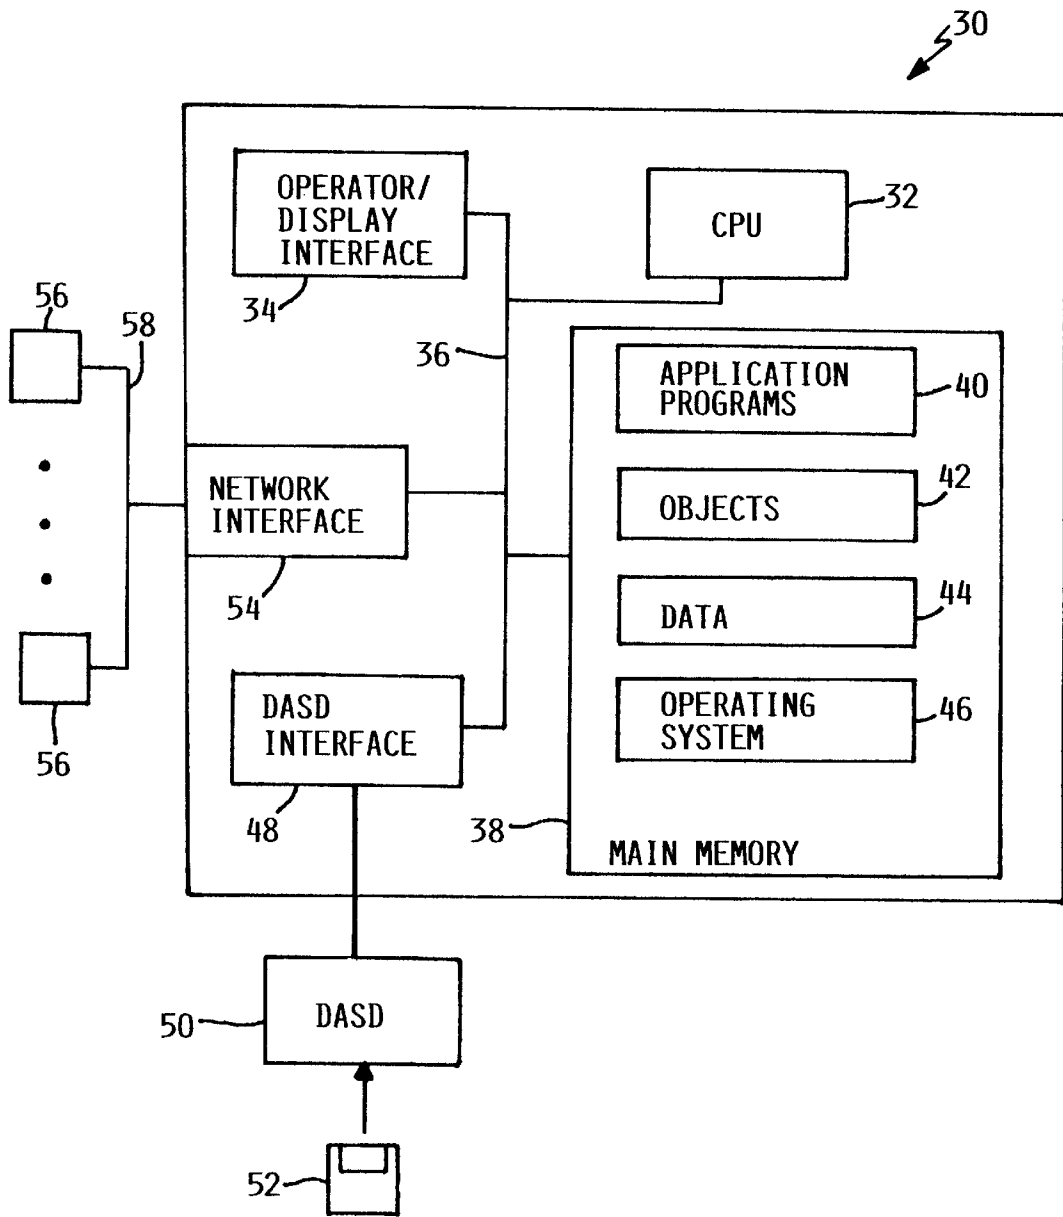 30
OPERATOR/
DISPLAY
INTERFACE
34
CPU
32
56
58
36
APPLICATION
PROGRAMS
40
NETWORK
INTERFACE
54
OBJECTS
42
DATA
44
56
DASD
INTERFACE
48
OPERATING
SYSTEM
46
38
MAIN MEMORY
50
DASD
52